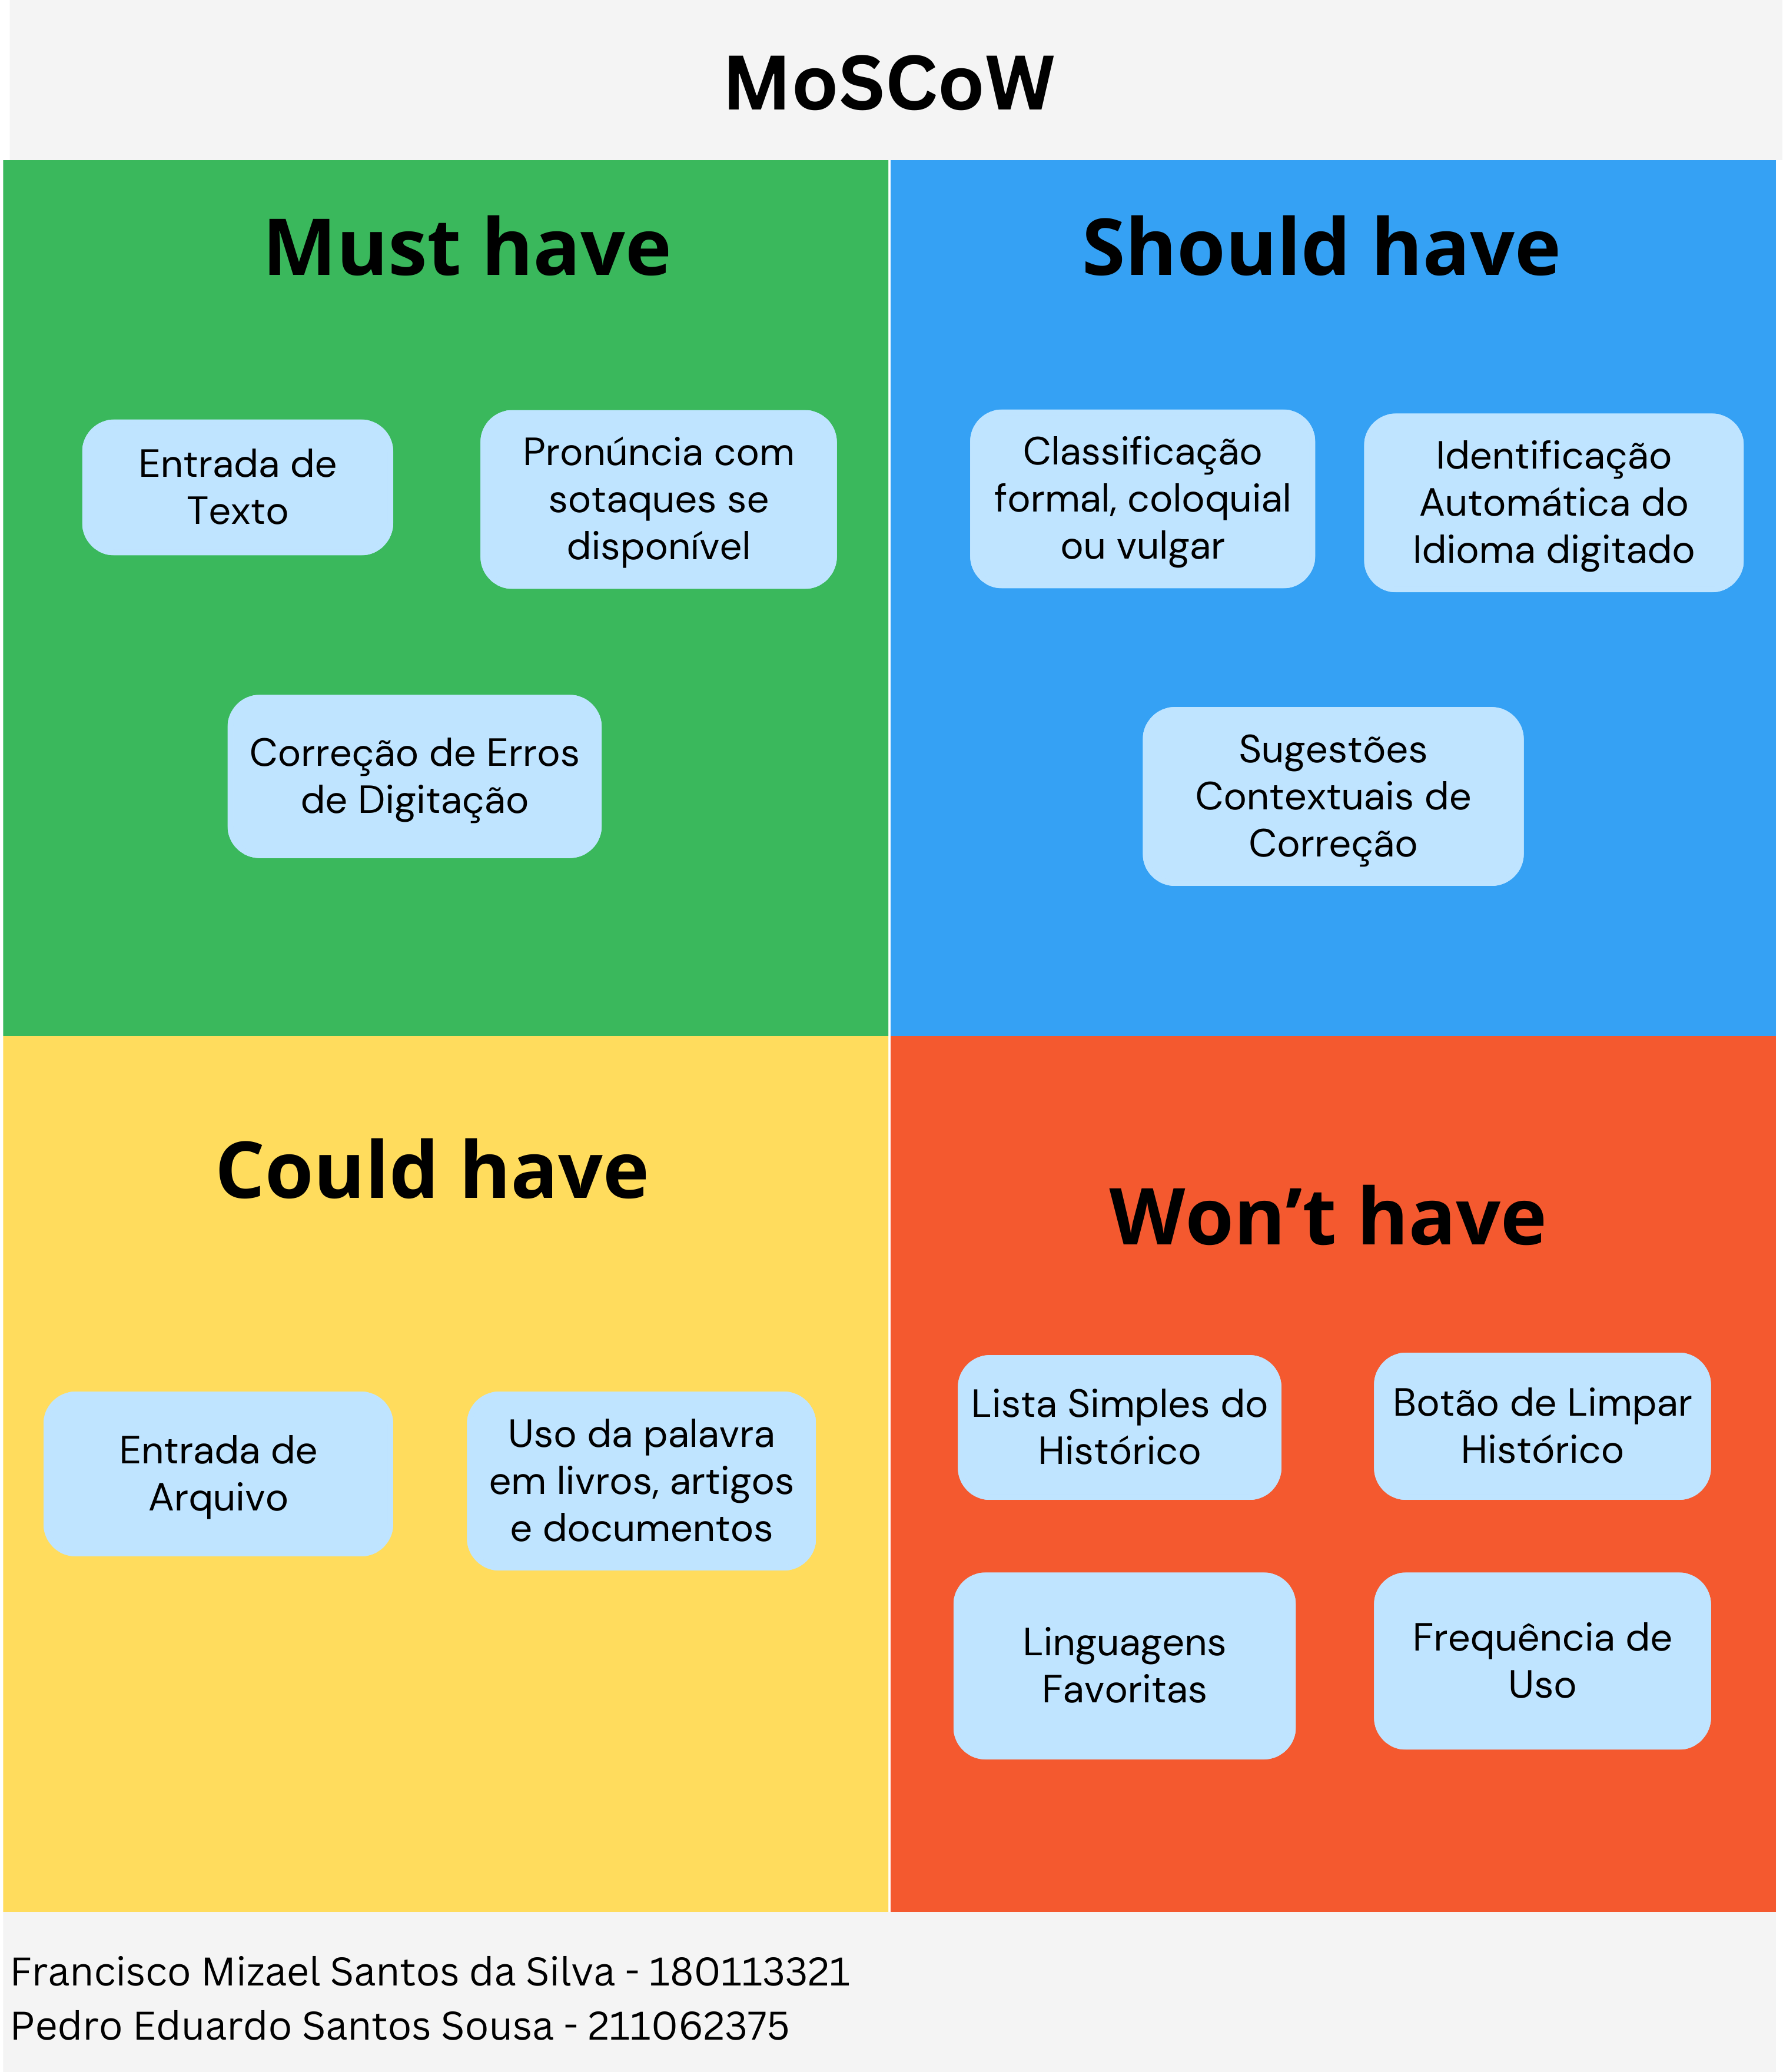 MoSCoW
Must have
Entrada de
Texto
Pronúncia com
sotaques se
disponível
Correção de Erros
de Digitação
Should have
Classificação
formal, coloquial
ou vulgar
Identificação
Automática do
Idioma digitado
Sugestões
Contextuais de
Correção
Could have
Entrada de
Arquivo
Uso da palavra
em livros, artigos
e documentos
Won’t have
Lista Simples do
Histórico
Botão de Limpar
Histórico
Linguagens
Favoritas
Frequência de
Uso
Francisco Mizael Santos da Silva - 180113321
Pedro Eduardo Santos Sousa - 211062375